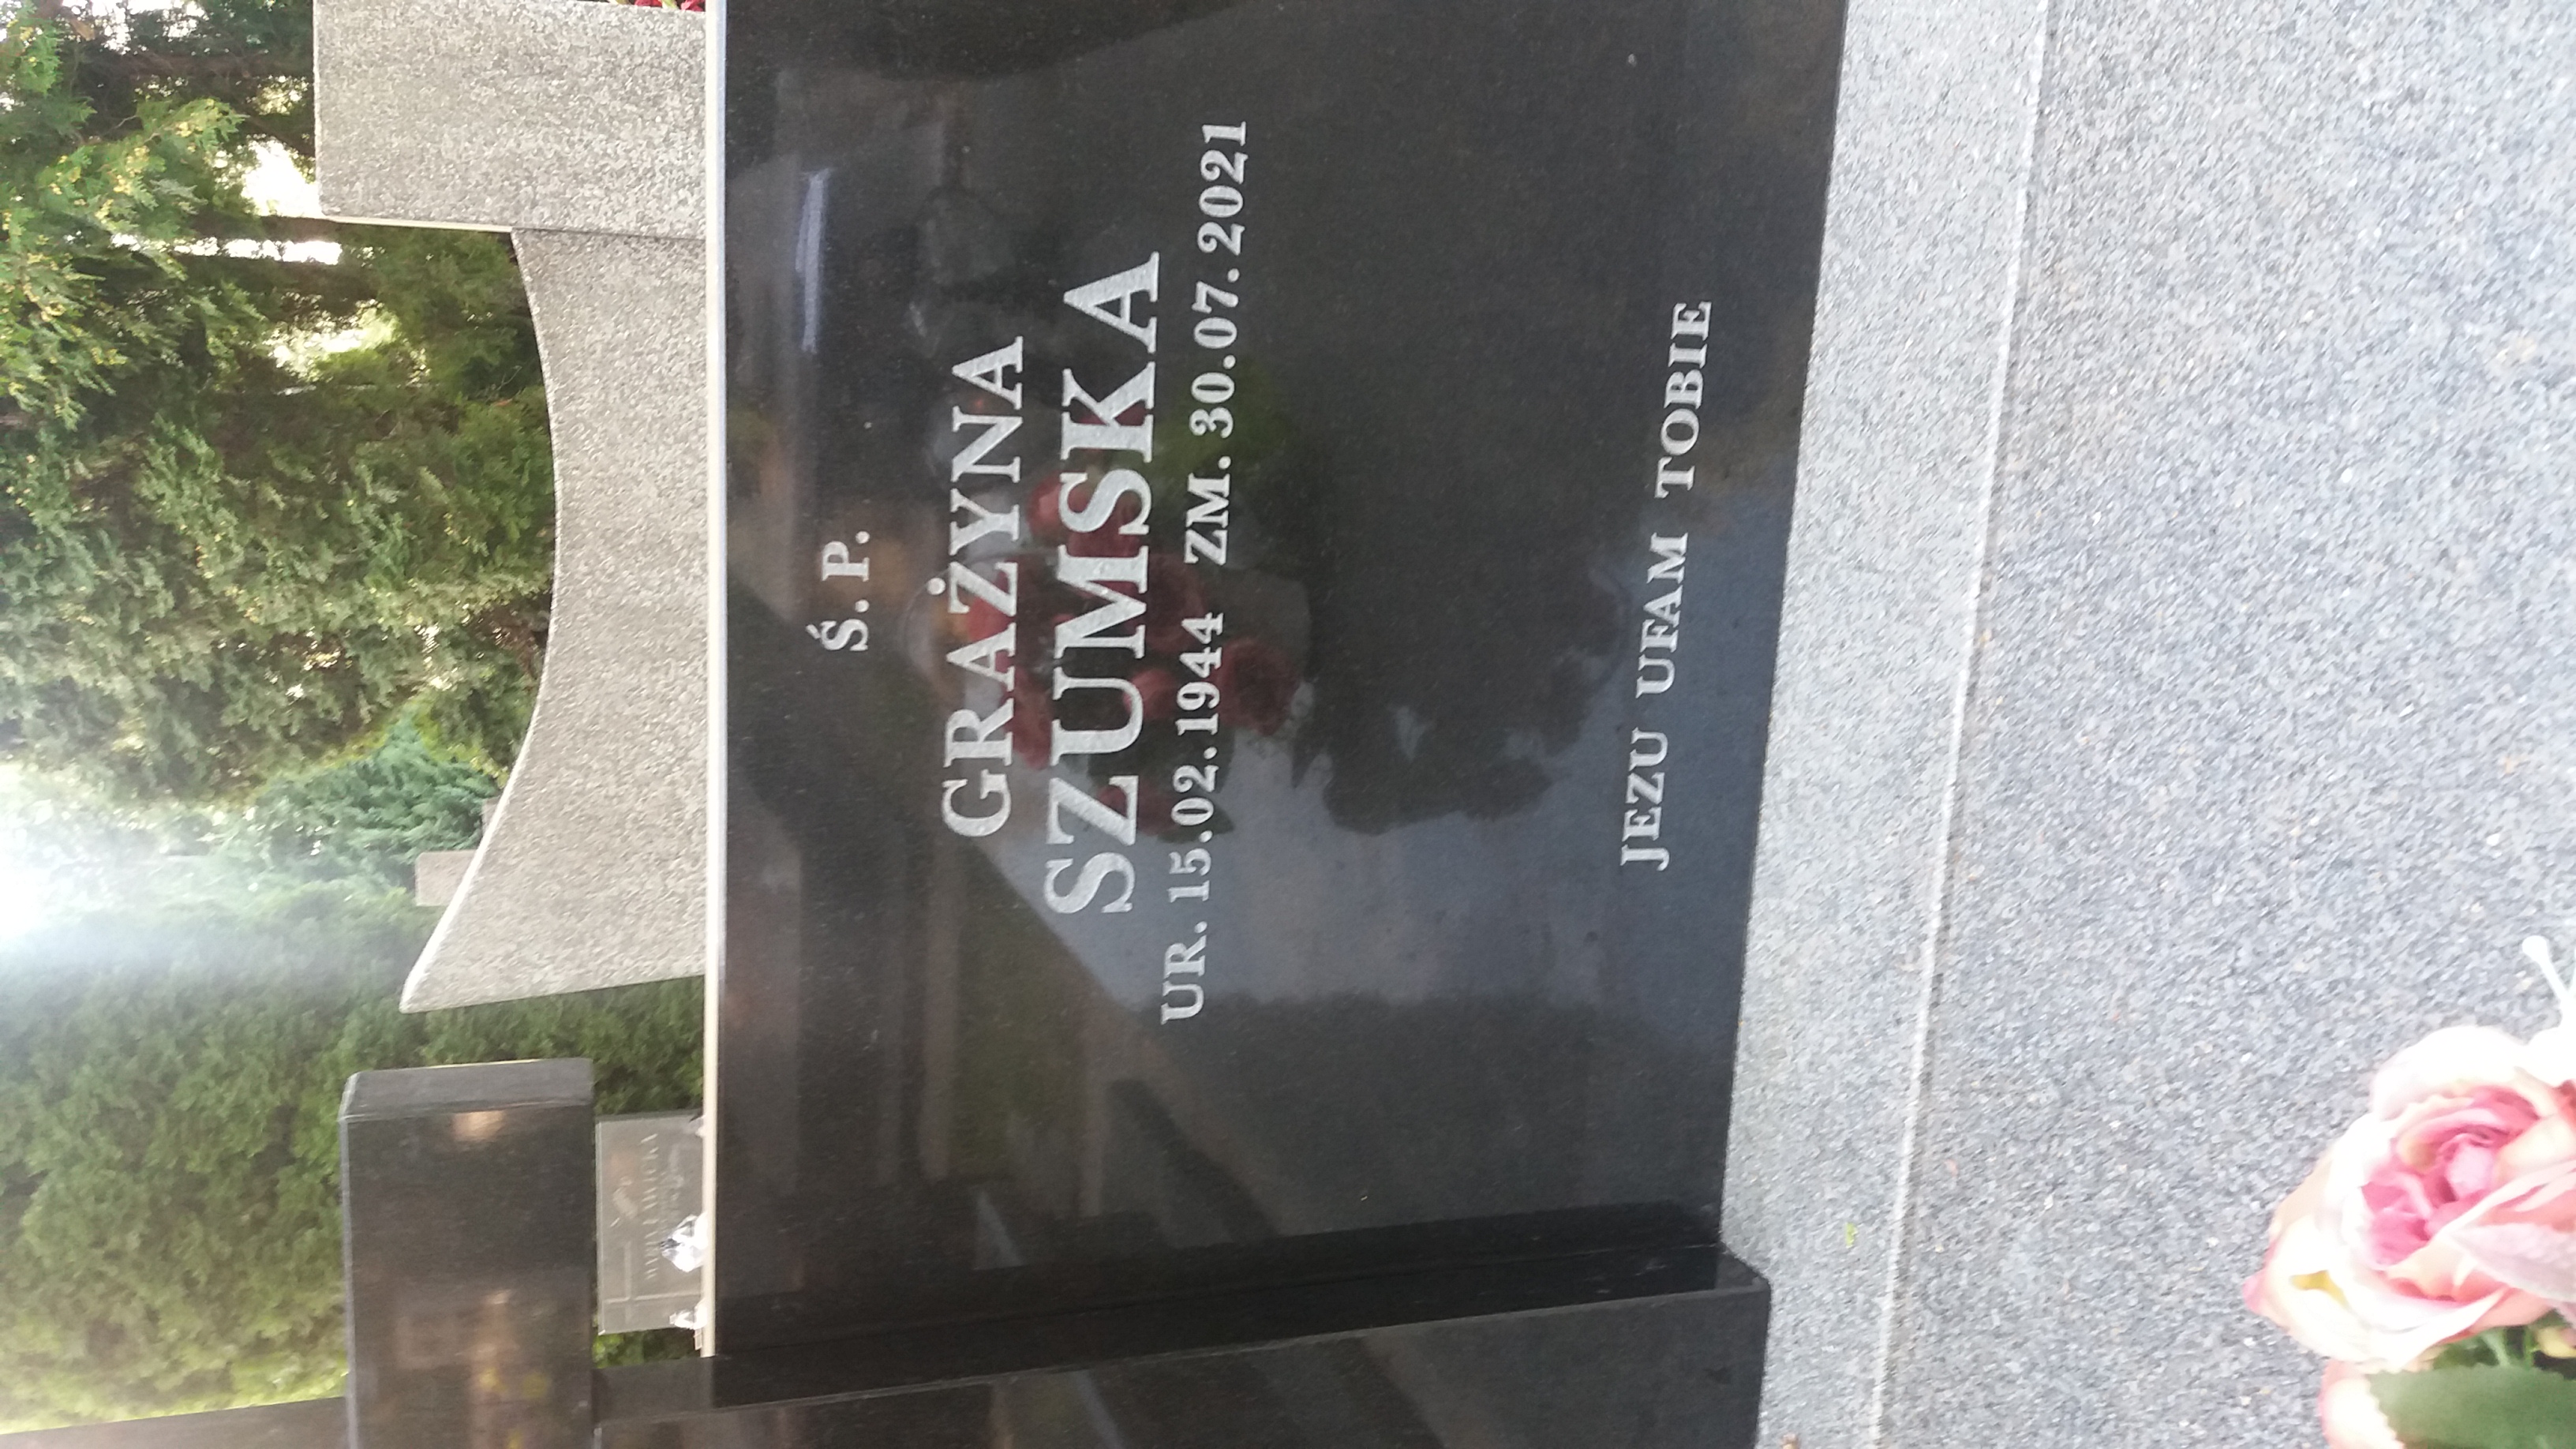 Ś. P.
GRAŻYNA
SZUMSKA
UR. 15.02.1944 ZM. 30.07.2021
JEZU UFAM TOBIE